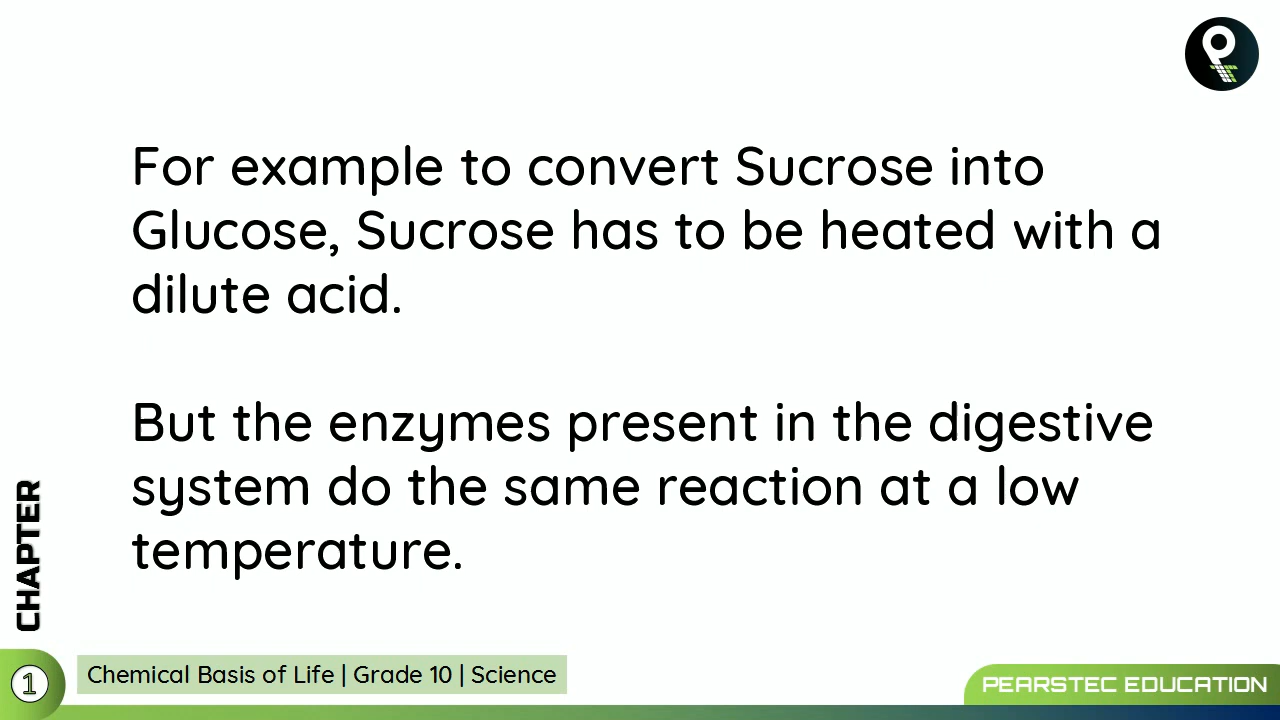 For example to convert Sucrose into
Glucose, Sucrose has to be heated with a
dilute acid.
But the enzymes present in the digestive
system do the same reaction at a low
temperature.
CHAPTER
1
Chemical Basis of Life | Grade 10 | Science
PEARSTEC EDUCATION